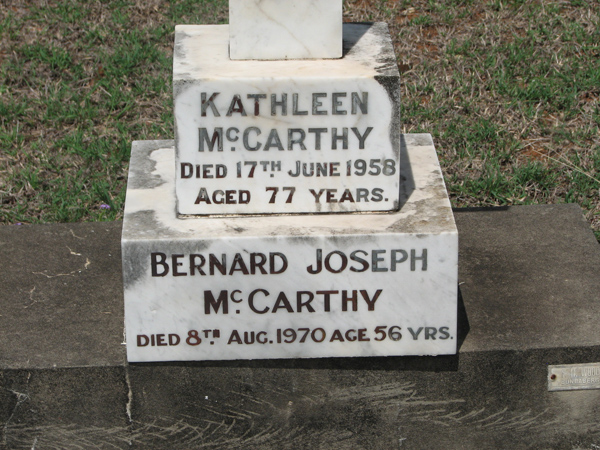 KATHLEEN
McCARTHY
DIED 17TH JUNE 1958
AGED 77 YEARS.
BERNARD JOSEPH
McCARTHY
DIED 8TH AUG. 1970 AGE 56 YRS.